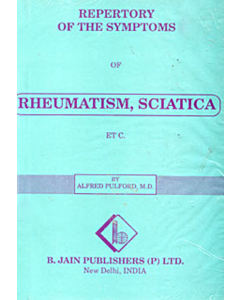 REPERTORY
OF THE SYMPTOMS
OF
RHEUMATISM, SCIATICA
ET C.
BY
ALFRED PULFORD, M.D.
B. JAIN PUBLISHERS (P) LTD.
New Delhi, INDIA